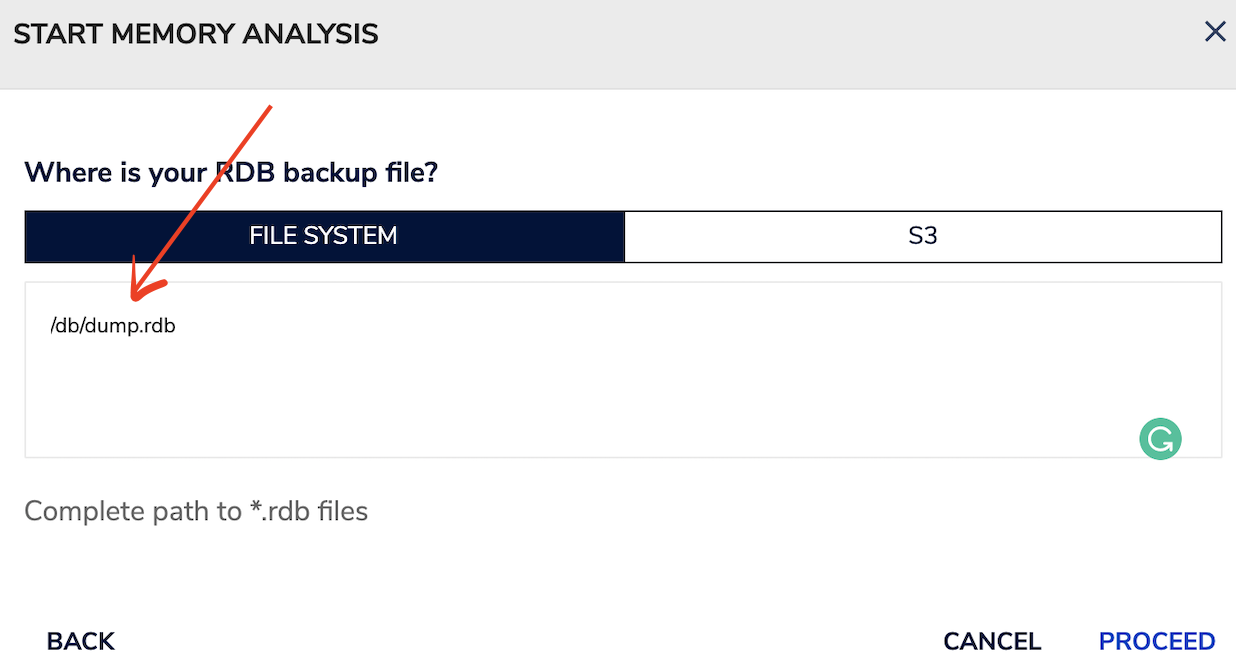 START MEMORY ANALYSIS
Where is your RDB backup file?
FILE SYSTEM
S3
/db/dump.rdb
Complete path to *.rdb files
BACK
CANCEL
PROCEED